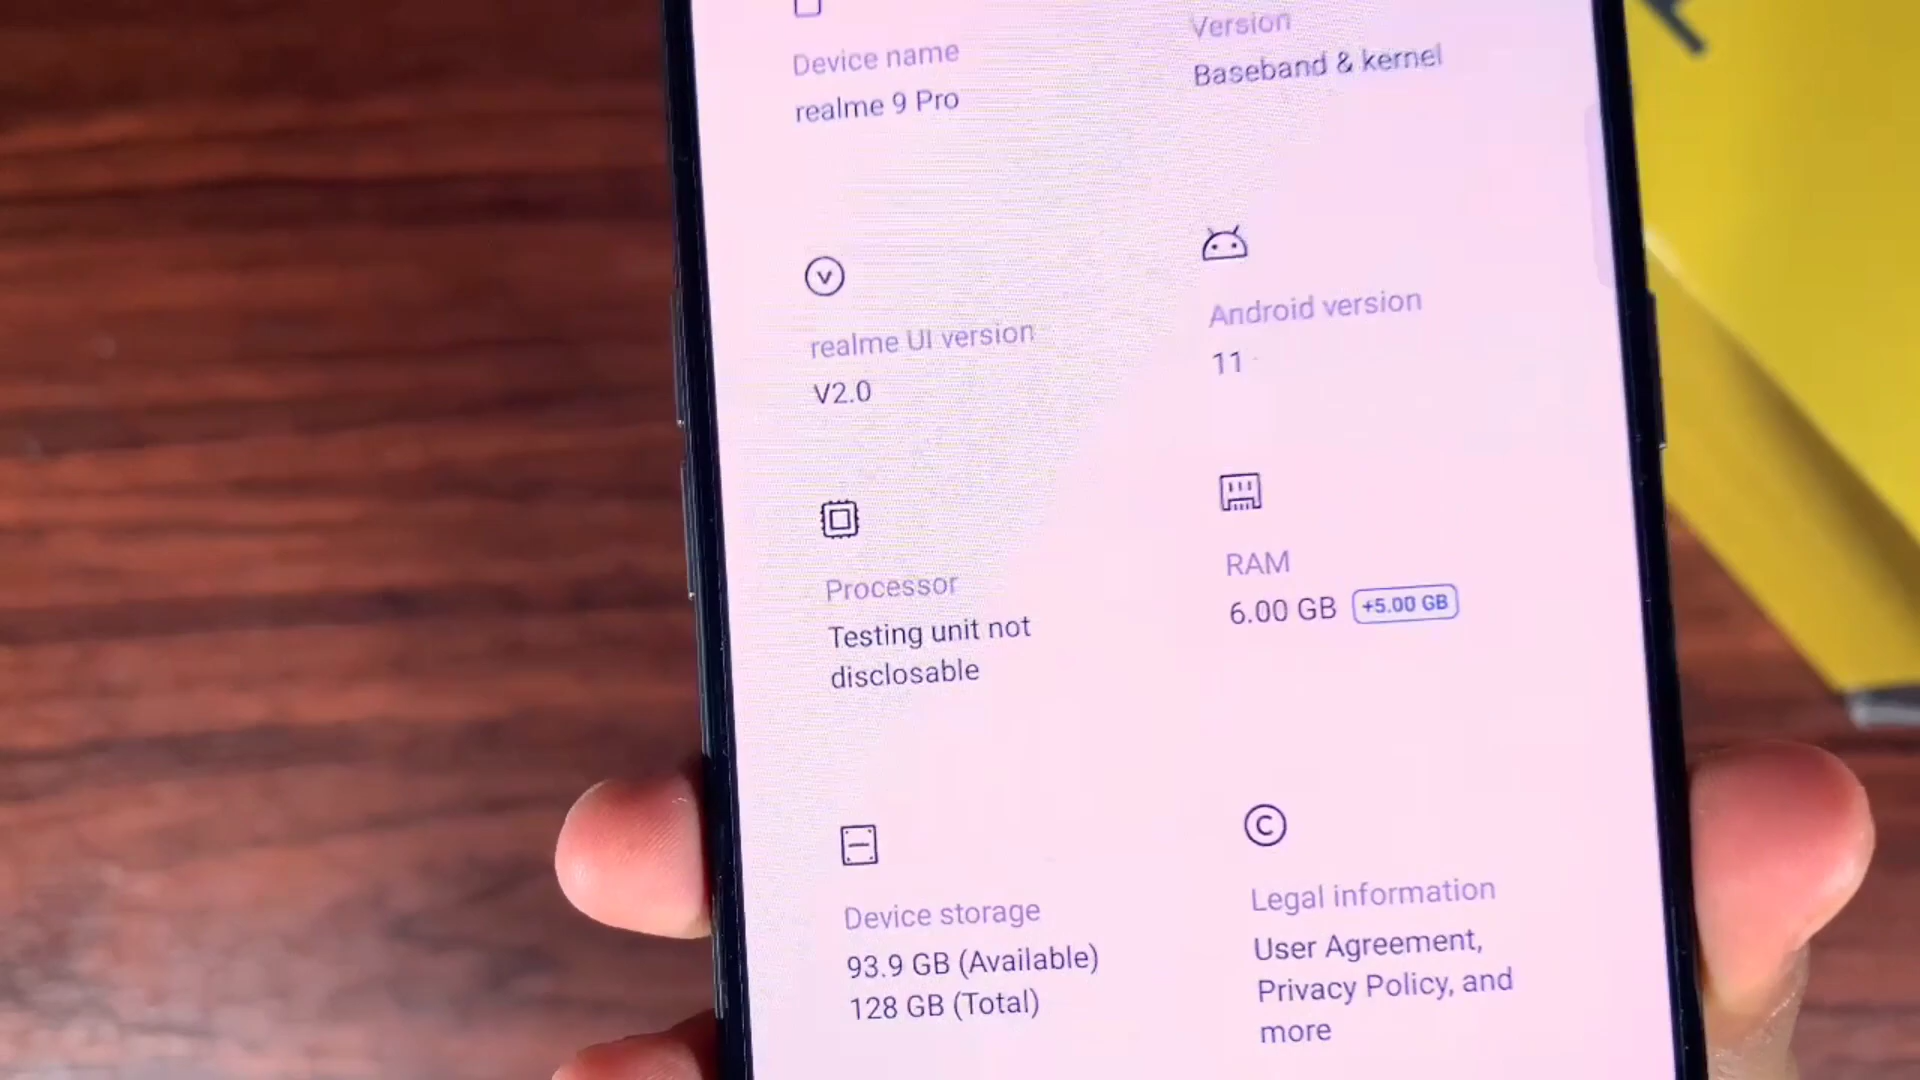 Device name
realme 9 Pro
Version
Baseband & kernel
realme UI version
V2.0
Android version
11
Processor
Testing unit not
disclosable
RAM
6.00 GB +5.00 GB
Device storage
93.9 GB (Available)
128 GB (Total)
Legal information
User Agreement,
Privacy Policy, and
more